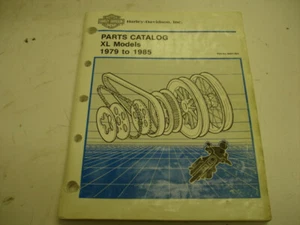 Harley-Davidson, Inc.
PARTS CATALOG
XL Models
1979 to 1985